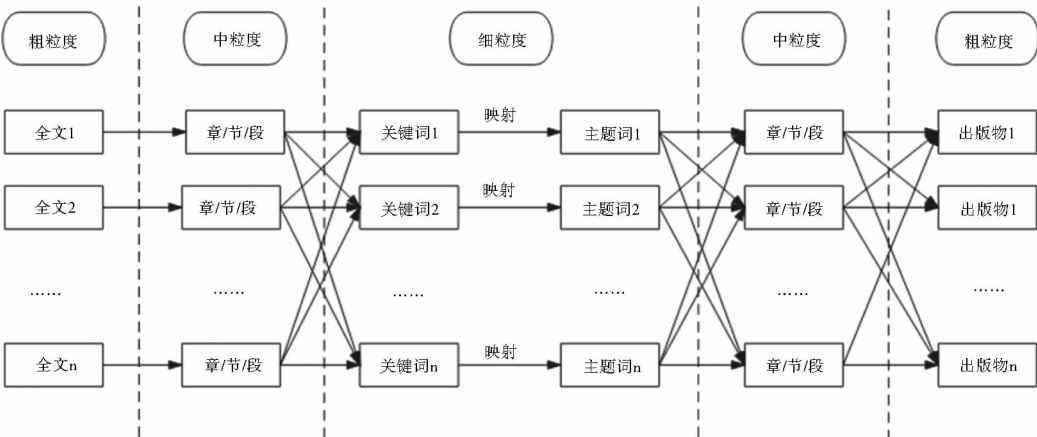 粗粒度 中粒度 细粒度 中粒度 粗粒度
映射
全文1 章/节/段 关键词1 主题词1 章/节/段 出版物1
映射
全文2 章/节/段 关键词2 主题词2 章/节/段 出版物1
…… …… …… …… …… ……
映射
全文n 章/节/段 关键词n 主题词n 章/节/段 出版物n